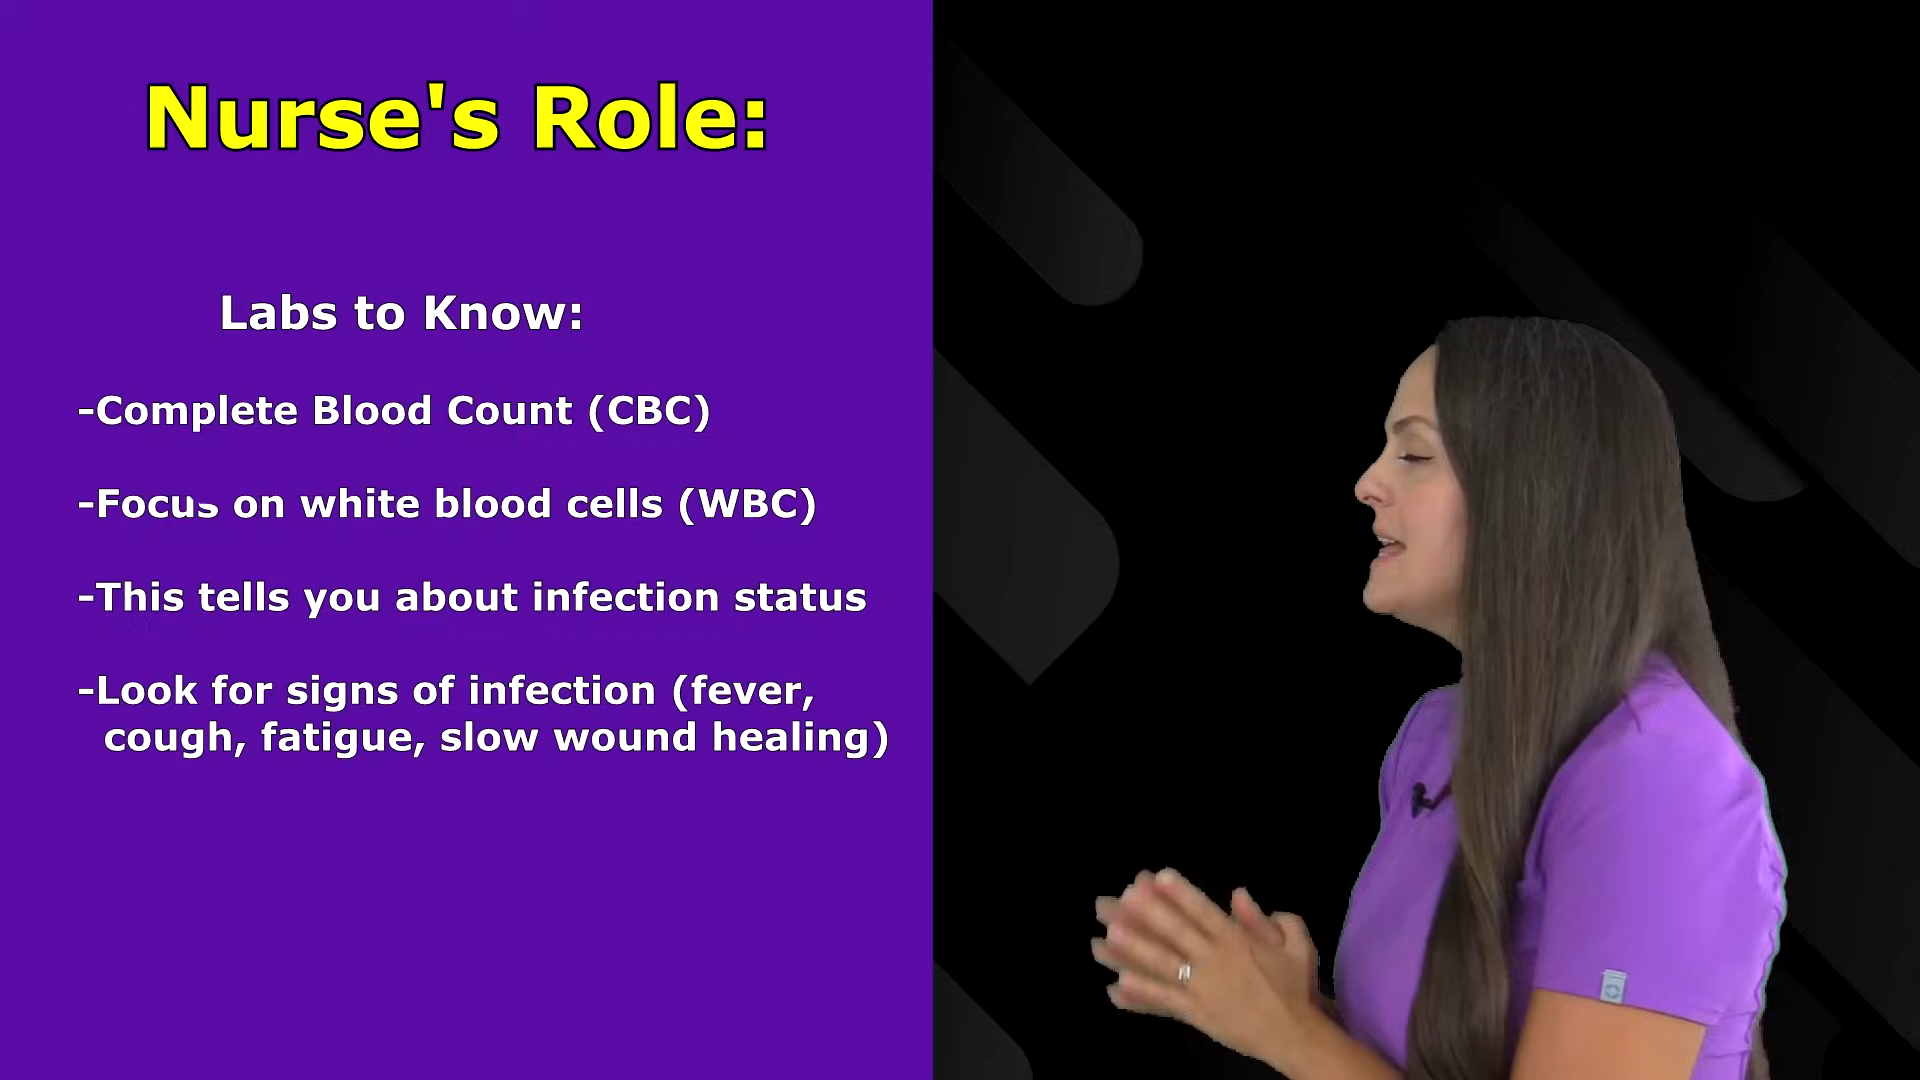 Nurse's Role:
Labs to Know:
-Complete Blood Count (CBC)
-Focus on white blood cells (WBC)
-This tells you about infection status
-Look for signs of infection (fever,
cough, fatigue, slow wound healing)